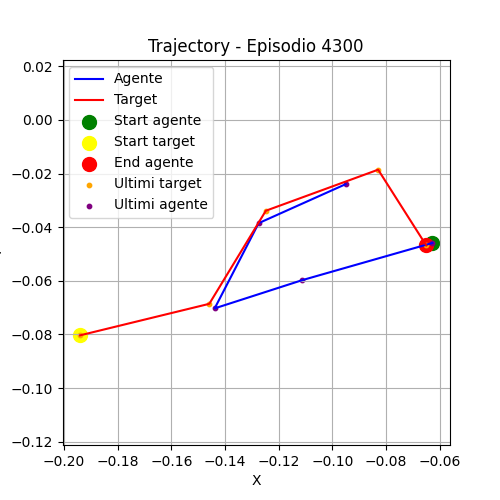 Trajectory - Episodio 4300
Agente
Target
Start agente
Start target
End agente
Ultimi target
Ultimi agente
0.02
0.00
−0.02
−0.04
−0.06
−0.08
−0.10
−0.12
−0.20 −0.18 −0.16 −0.14 −0.12 −0.10 −0.08 −0.06
X